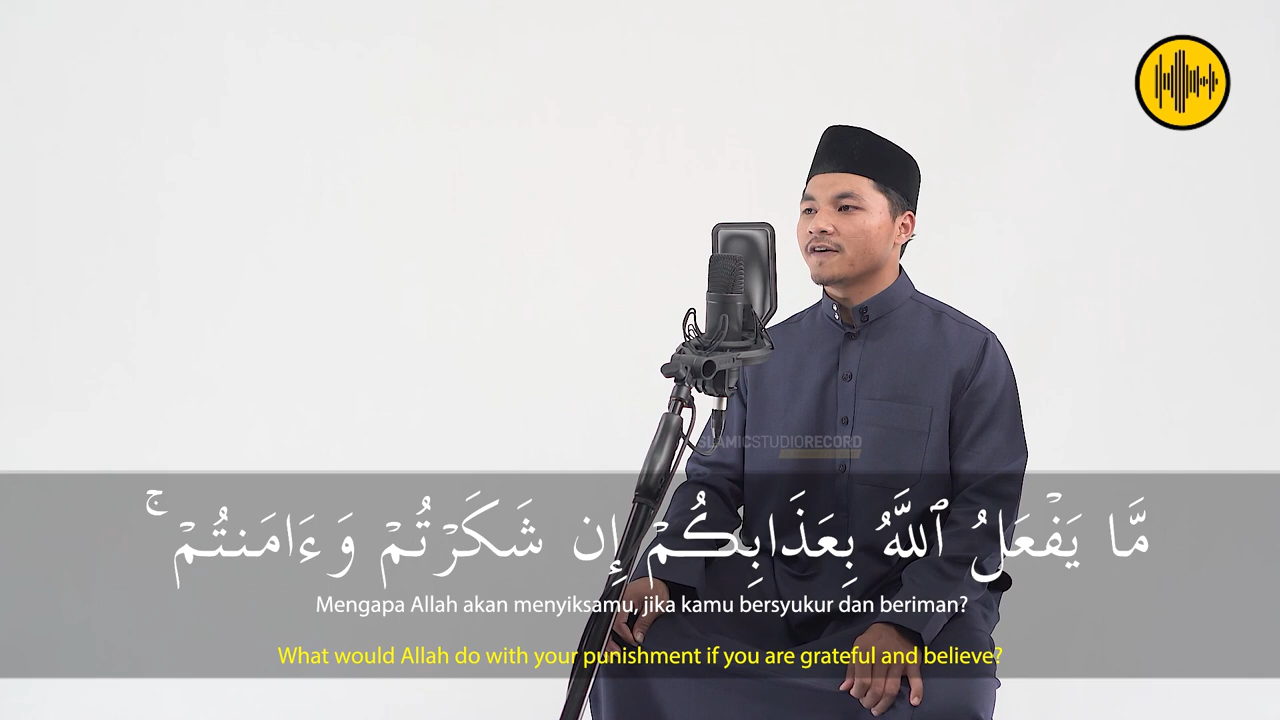 SLAMICSTUDIORECORD
مَّا يَفْعَلُ ٱللَّهُ بِعَذَابِكُمْ إِن شَكَرْتُمْ وَءَامَنتُمْ ۚ
Mengapa Allah akan menyiksamu, jika kamu bersyukur dan beriman?
What would Allah do with your punishment if you are grateful and believe?